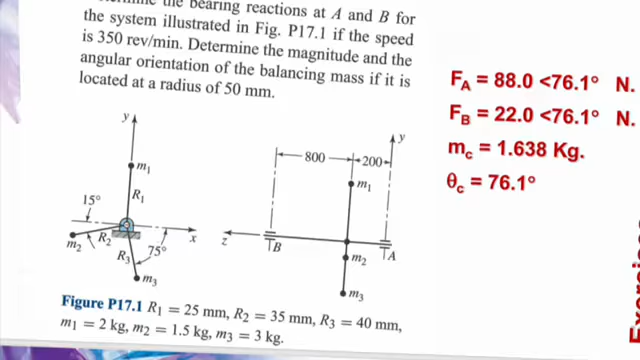 the bearing reactions at A and B for
the system illustrated in Fig. P17.1 if the speed
is 350 rev/min. Determine the magnitude and the
angular orientation of the balancing mass if it is
located at a radius of 50 mm.
F_A = 88.0 <76.1° N.
F_B = 22.0 <76.1° N.
m_c = 1.638 Kg.
θ_c = 76.1°
y
m1
R1
15°
R2
x
m2
R3
75°
m3
y
800
200
m1
z
B
A
m2
m3
Figure P17.1 R1 = 25 mm, R2 = 35 mm, R3 = 40 mm,
m1 = 2 kg, m2 = 1.5 kg, m3 = 3 kg.
Exercises